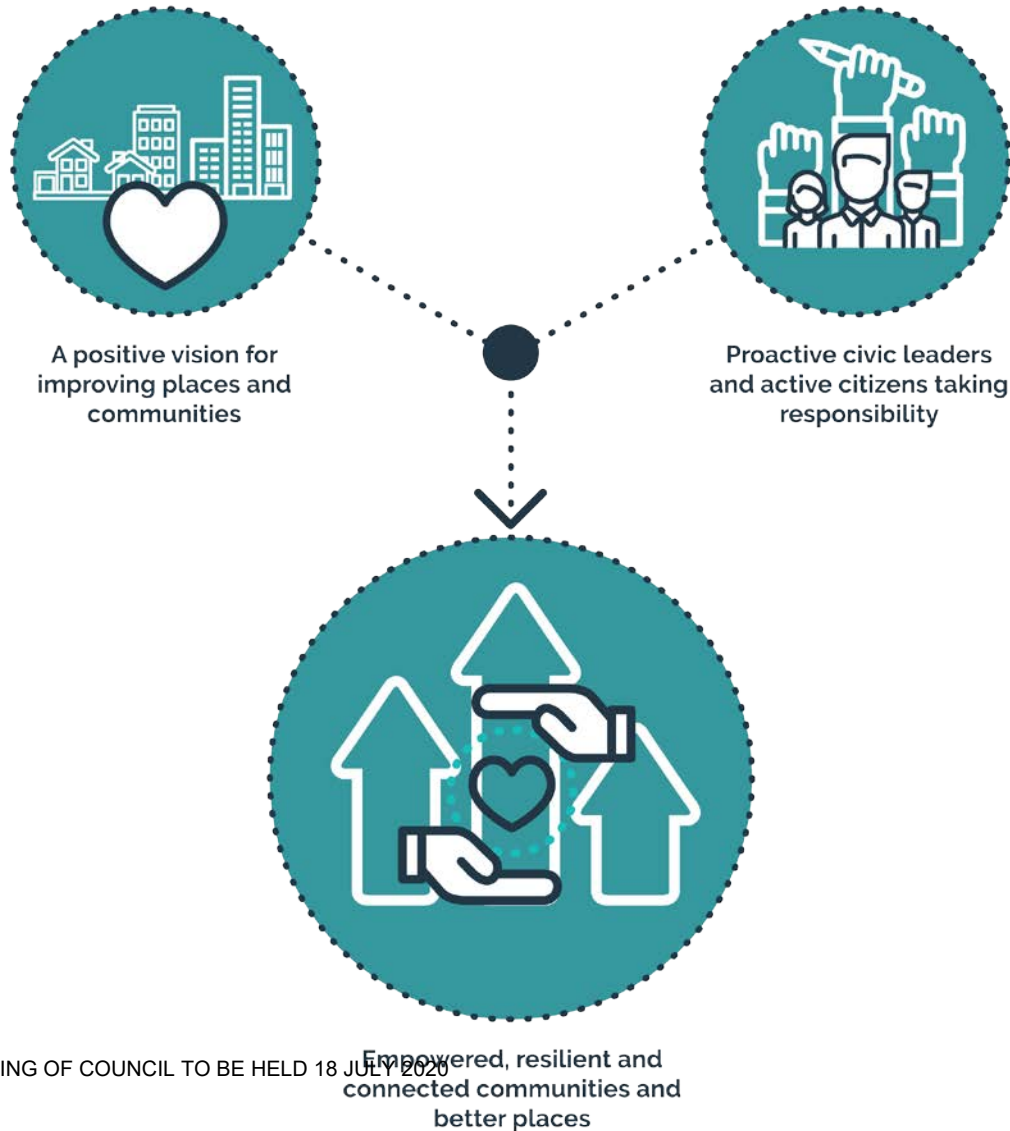 A positive vision for
improving places and
communities
Proactive civic leaders
and active citizens taking
responsibility
ING OF COUNCIL TO BE HELD 18 JULY 2020
Empowered, resilient and
connected communities and
better places